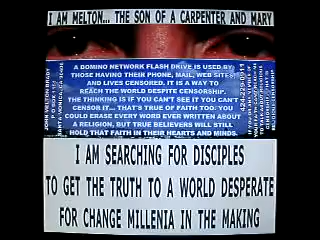 I AM MELTON... THE SON OF A CARPENTER AND MARY
A DOMINO NETWORK FLASH DRIVE IS USED BY
THOSE HAVING THEIR PHONE, MAIL, WEB SITES,
AND LIVES CENSORED. IT IS A WAY TO
REACH THE WORLD DESPITE CENSORSHIP.
THE THINKING IS IF YOU CAN'T SEE IT YOU CAN'T
CENSOR IT... THAT'S TRUE OF FAITH TOO. YOU
COULD ERASE EVERY WORD EVER WRITTEN ABOUT
A RELIGION, BUT TRUE BELIEVERS WILL STILL
HOLD THAT FAITH IN THEIR HEARTS AND MINDS.
I AM SEARCHING FOR DISCIPLES
TO GET THE TRUTH TO A WORLD DESPERATE
FOR CHANGE MILLENIA IN THE MAKING